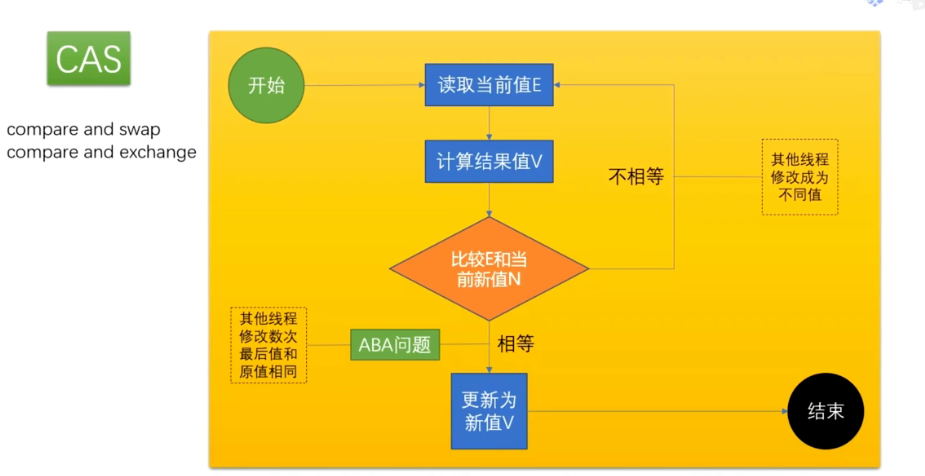 CAS
compare and swap
compare and exchange
开始
读取当前值E
计算结果值V
比较E和当
前新值N
不相等
其他线程
修改成为
不同值
其他线程
修改数次
最后值和
原值相同
ABA问题
相等
更新为
新值V
结束